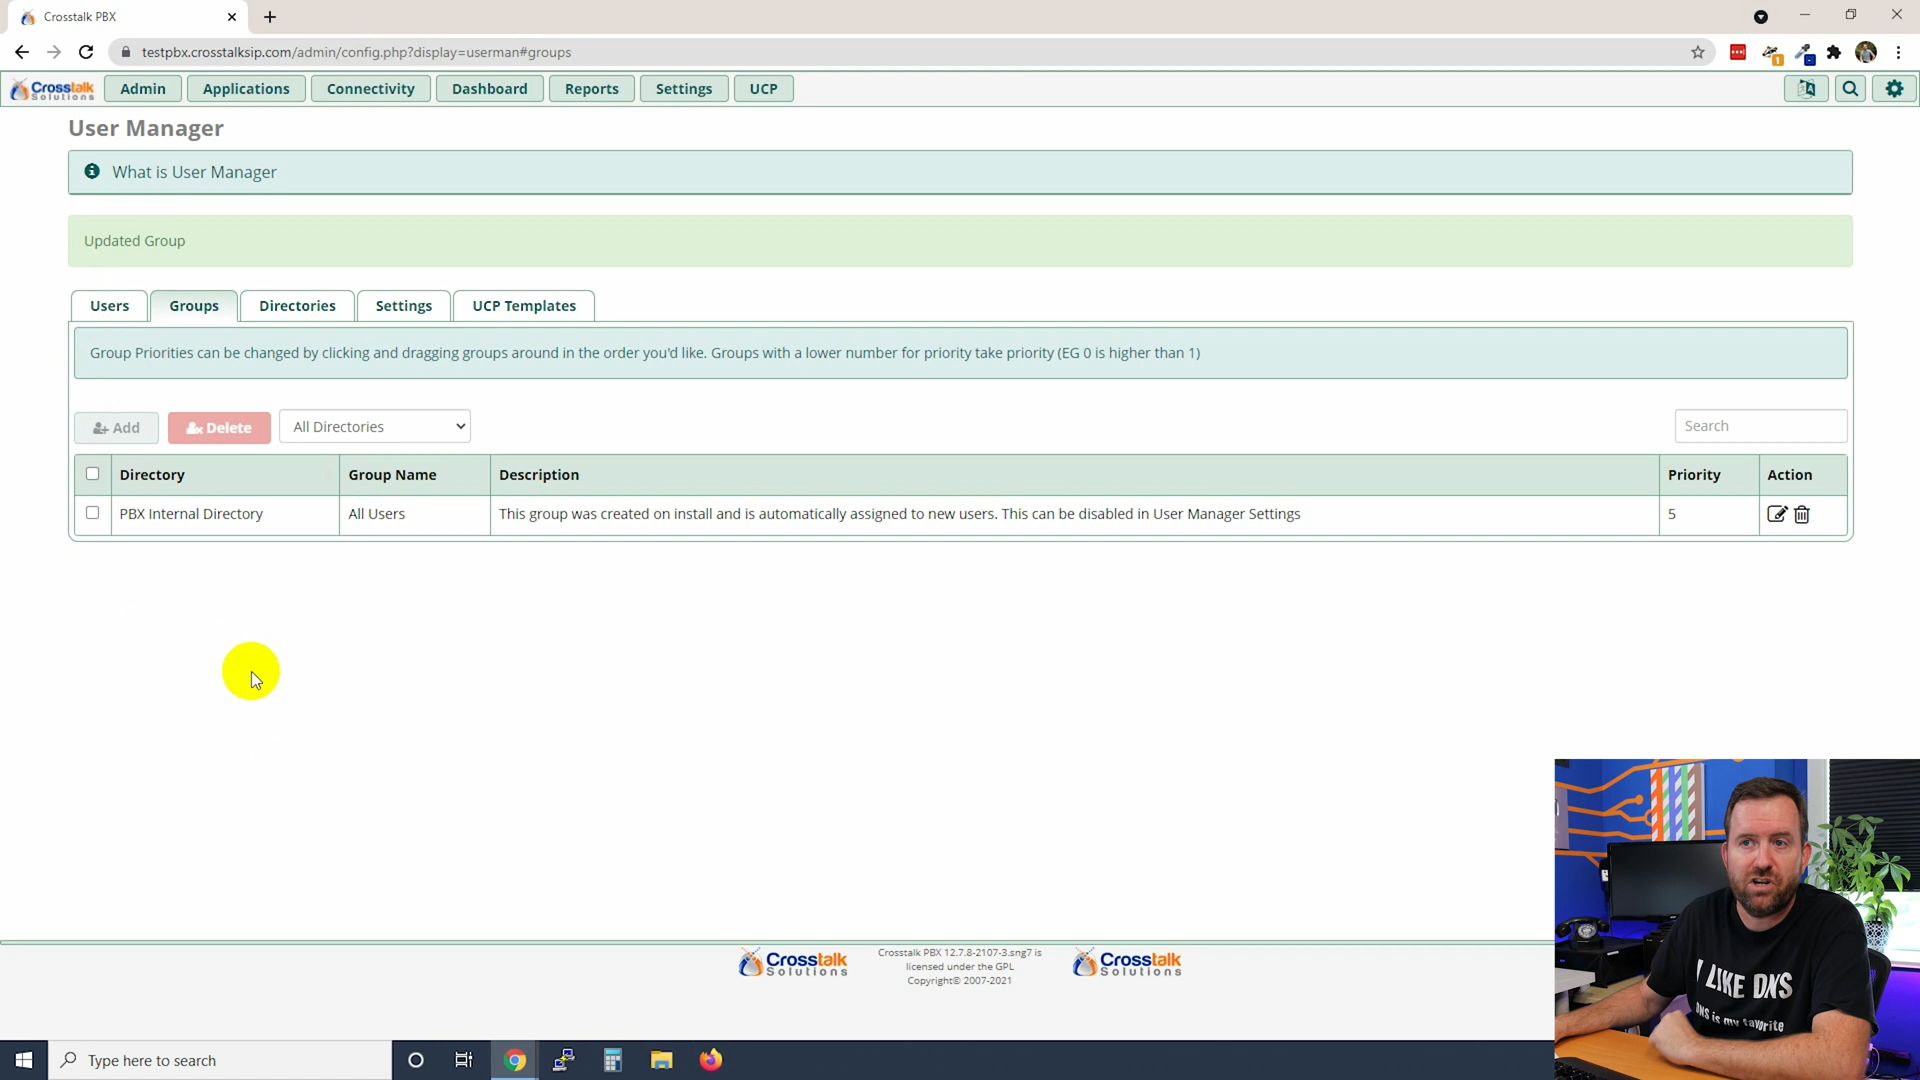 Crosstalk PBX
testpbx.crosstalksip.com/admin/config.php?display=userman#groups
1
Crosstalk
Solutions
Admin
Applications
Connectivity
Dashboard
Reports
Settings
UCP
User Manager
What is User Manager
Updated Group
Users
Groups
Directories
Settings
UCP Templates
Group Priorities can be changed by clicking and dragging groups around in the order you'd like. Groups with a lower number for priority take priority (EG 0 is higher than 1)
Add
Delete
All Directories
Search
Directory
Group Name
Description
Priority
Action
PBX Internal Directory
All Users
This group was created on install and is automatically assigned to new users. This can be disabled in User Manager Settings
5
Crosstalk
Solutions
Crosstalk PBX 12.7.8-2107-3.sng7 is
licensed under the GPL
Copyright© 2007-2021
Crosstalk
Solutions
I LIKE DNS
DNS is my favorite
Type here to search